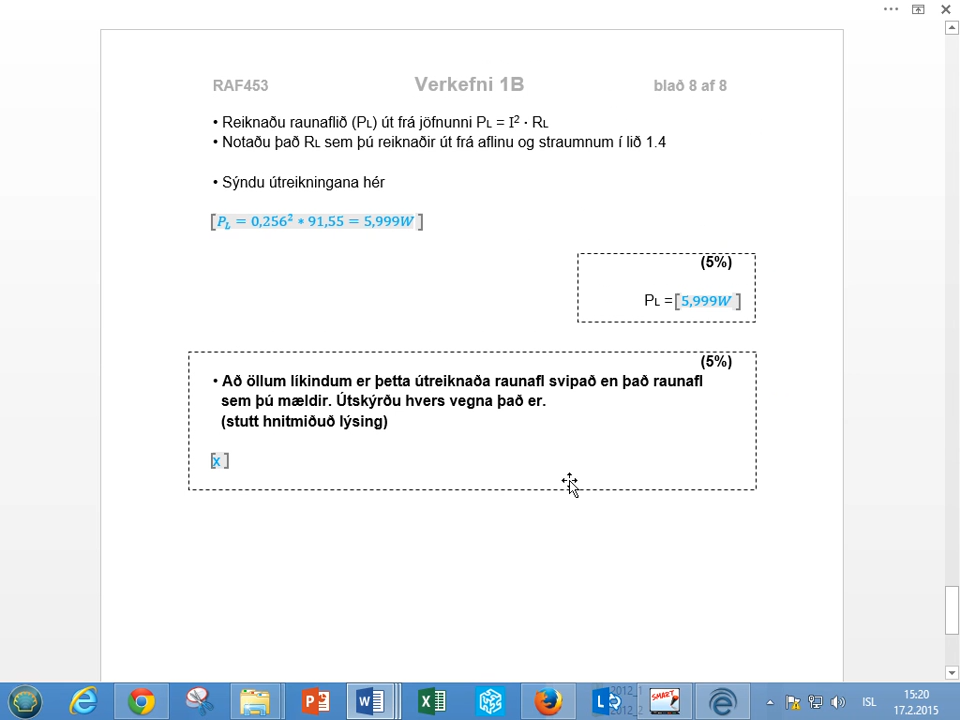 RAF453 Verkefni 1B blað 8 af 8
• Reiknaðu raunaflið (PL) út frá jöfnunni PL = I² · RL
• Notaðu það RL sem þú reiknaðir út frá aflinu og straumnum í lið 1.4
• Sýndu útreikningana hér
[P_L = 0,256² * 91,55 = 5,999W ]
(5%)
PL =[5,999W ]
(5%)
• Að öllum líkindum er þetta útreiknaða raunafl svipað en það raunafl
sem þú mældir. Útskýrðu hvers vegna það er.
(stutt hnitmiðuð lýsing)
[x ]
ISL
15:20
17.2.2015